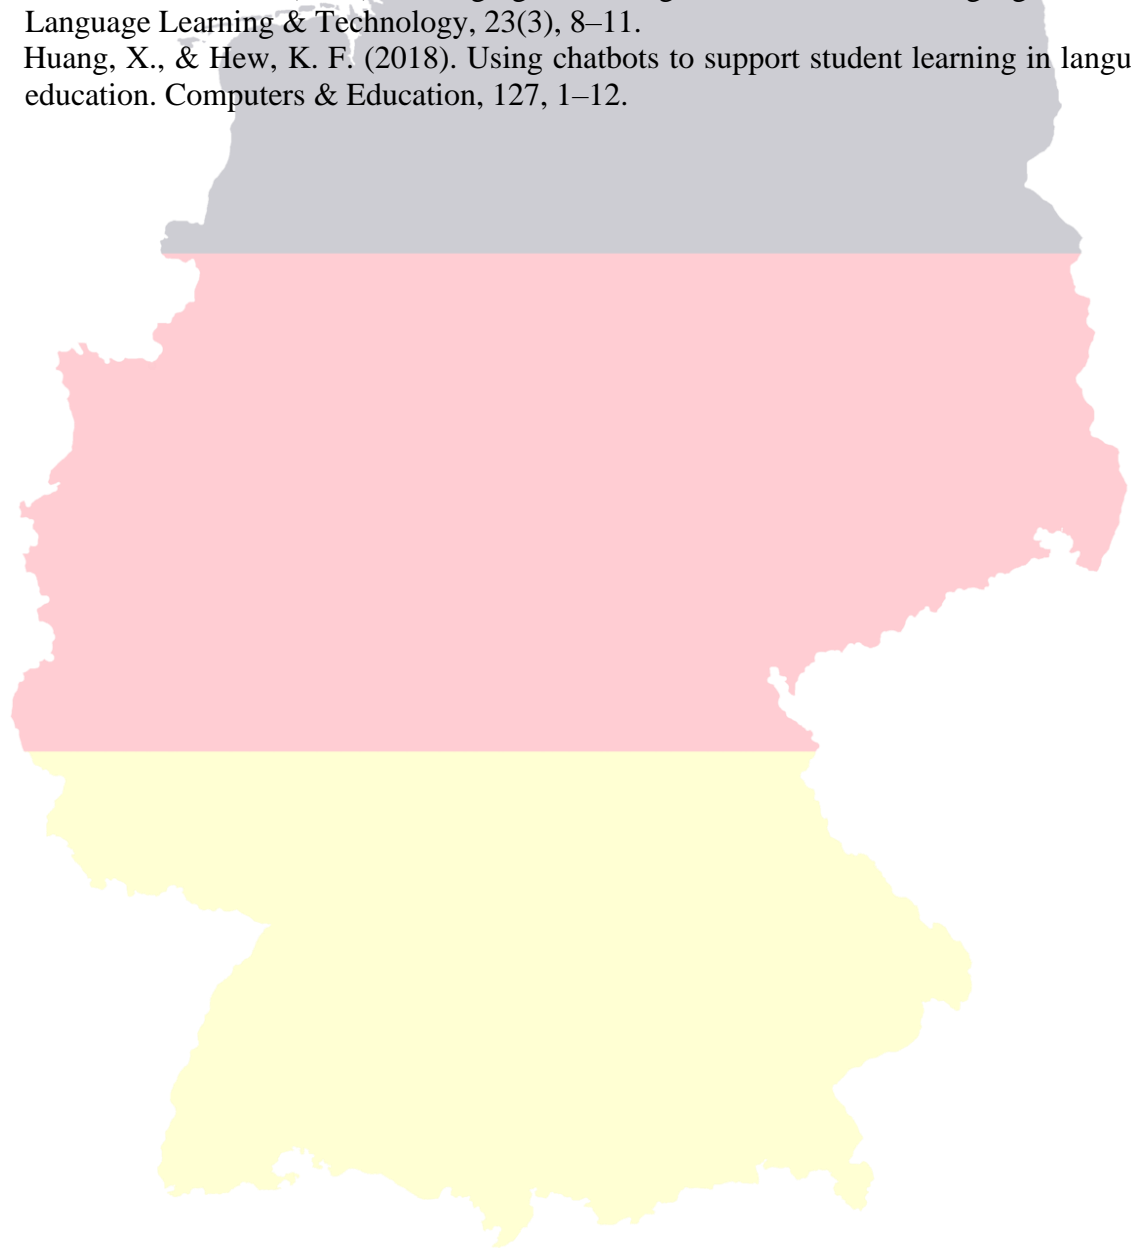 Language Learning & Technology, 23(3), 8–11.
Huang, X., & Hew, K. F. (2018). Using chatbots to support student learning in langu
education. Computers & Education, 127, 1–12.